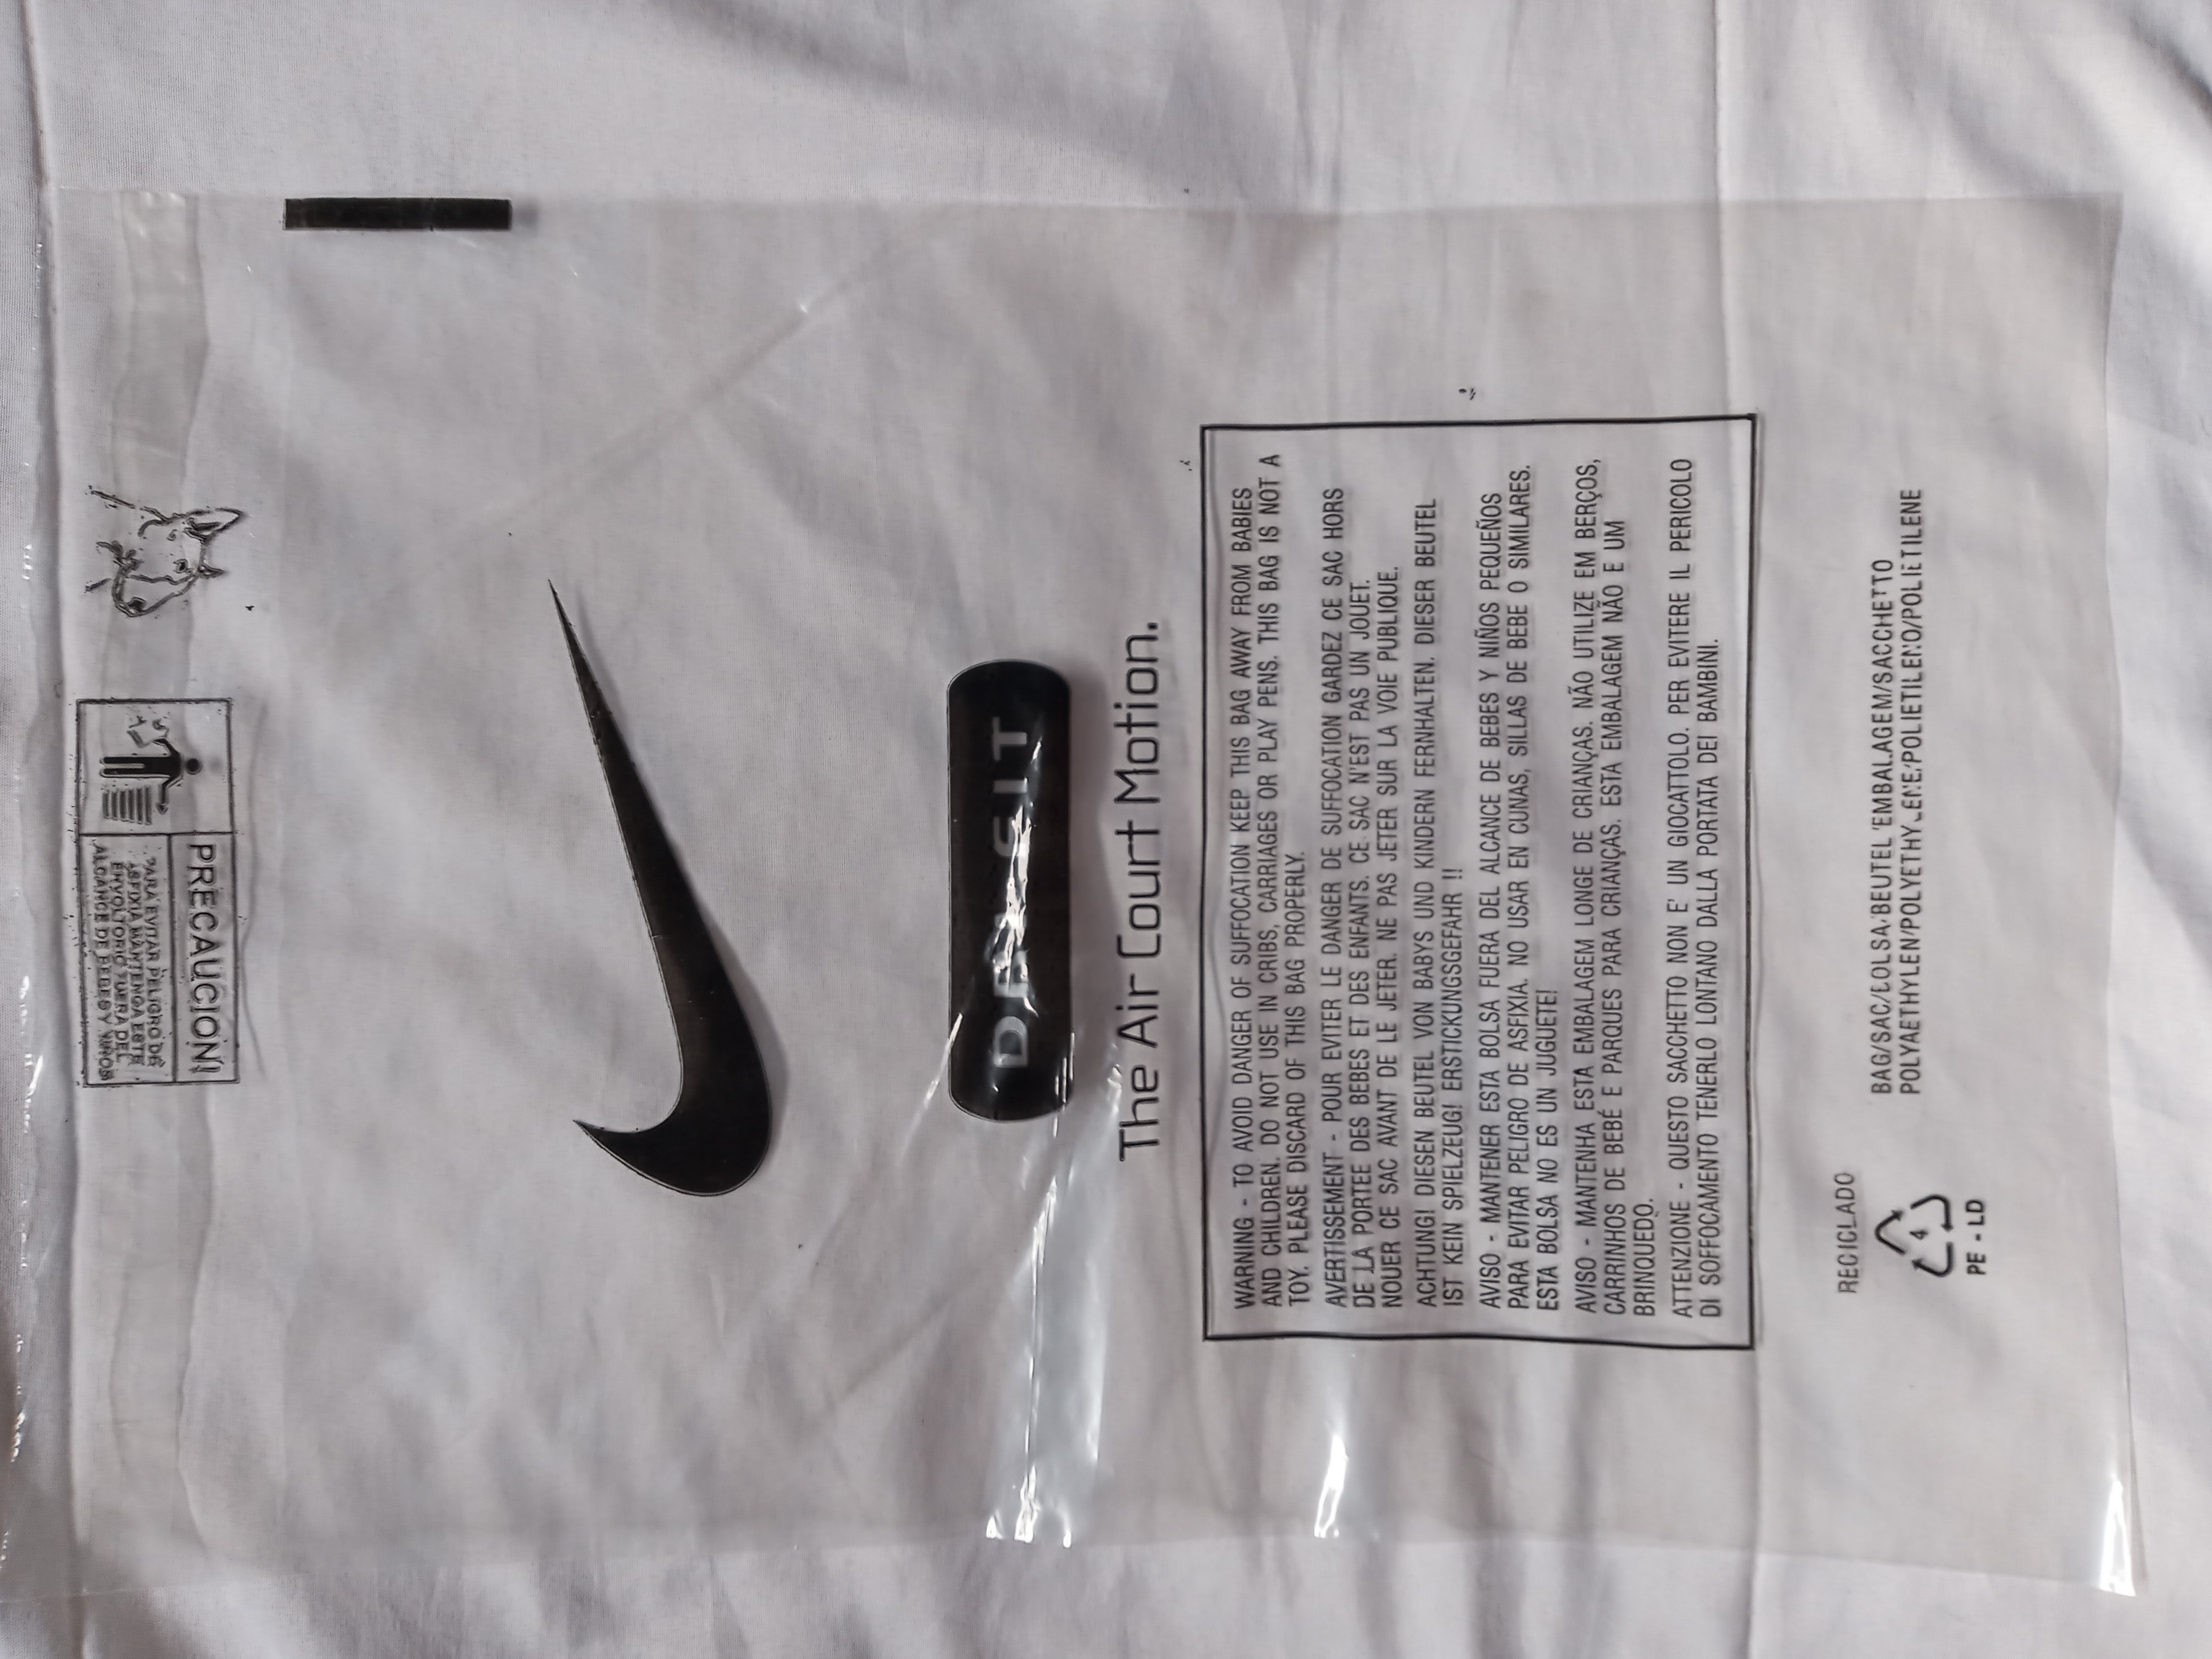 PRECAUCION!
PARA EVITAR PELIGRO DE
ASFIXIA MANTENGA ESTE
ENVOLTORIO FUERA DEL
ALCANCE DE BEBES Y NIÑOS
DRI-FIT
The Air Court Motion.
WARNING - TO AVOID DANGER OF SUFFOCATION KEEP THIS BAG AWAY FROM BABIES
AND CHILDREN. DO NOT USE IN CRIBS, CARRIAGES OR PLAY PENS. THIS BAG IS NOT A
TOY. PLEASE DISCARD OF THIS BAG PROPERLY.
AVERTISSEMENT - POUR EVITER LE DANGER DE SUFFOCATION GARDEZ CE SAC HORS
DE LA PORTEE DES BEBES ET DES ENFANTS. CE SAC N'EST PAS UN JOUET.
NOUER CE SAC AVANT DE LE JETER. NE PAS JETER SUR LA VOIE PUBLIQUE.
ACHTUNG! DIESEN BEUTEL VON BABYS UND KINDERN FERNHALTEN. DIESER BEUTEL
IST KEIN SPIELZEUG! ERSTICKUNGSGEFAHR !!
AVISO - MANTENER ESTA BOLSA FUERA DEL ALCANCE DE BEBES Y NIÑOS PEQUEÑOS
PARA EVITAR PELIGRO DE ASFIXIA. NO USAR EN CUNAS, SILLAS DE BEBE O SIMILARES.
ESTA BOLSA NO ES UN JUGUETE!
AVISO - MANTENHA ESTA EMBALAGEM LONGE DE CRIANÇAS. NÃO UTILIZE EM BERÇOS,
CARRINHOS DE BEBÉ E PARQUES PARA CRIANÇAS. ESTA EMBALAGEM NÃO E UM
BRINQUEDO.
ATTENZIONE - QUESTO SACCHETTO NON E' UN GIOCATTOLO. PER EVITERE IL PERICOLO
DI SOFFOCAMENTO TENERLO LONTANO DALLA PORTATA DEI BAMBINI.
RECICLADO
4
PE - LD
BAG/SAC/BOLSA/BEUTEL/EMBALAGEM/SACCHETTO
POLYAETHYLEN/POLYETHYLENE/POLIETILENO/POLIETILENE